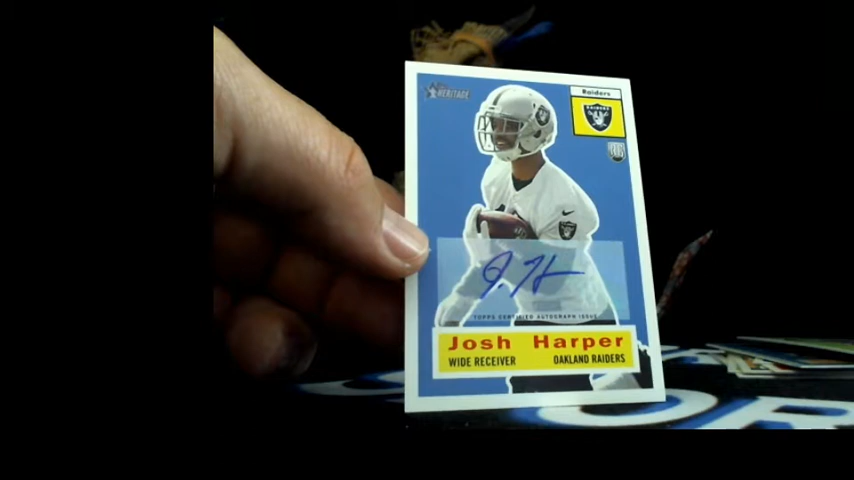 HERITAGE
Raiders
RAIDERS
J. H
TOPPS CERTIFIED AUTOGRAPH ISSUE
Josh Harper
WIDE RECEIVER OAKLAND RAIDERS